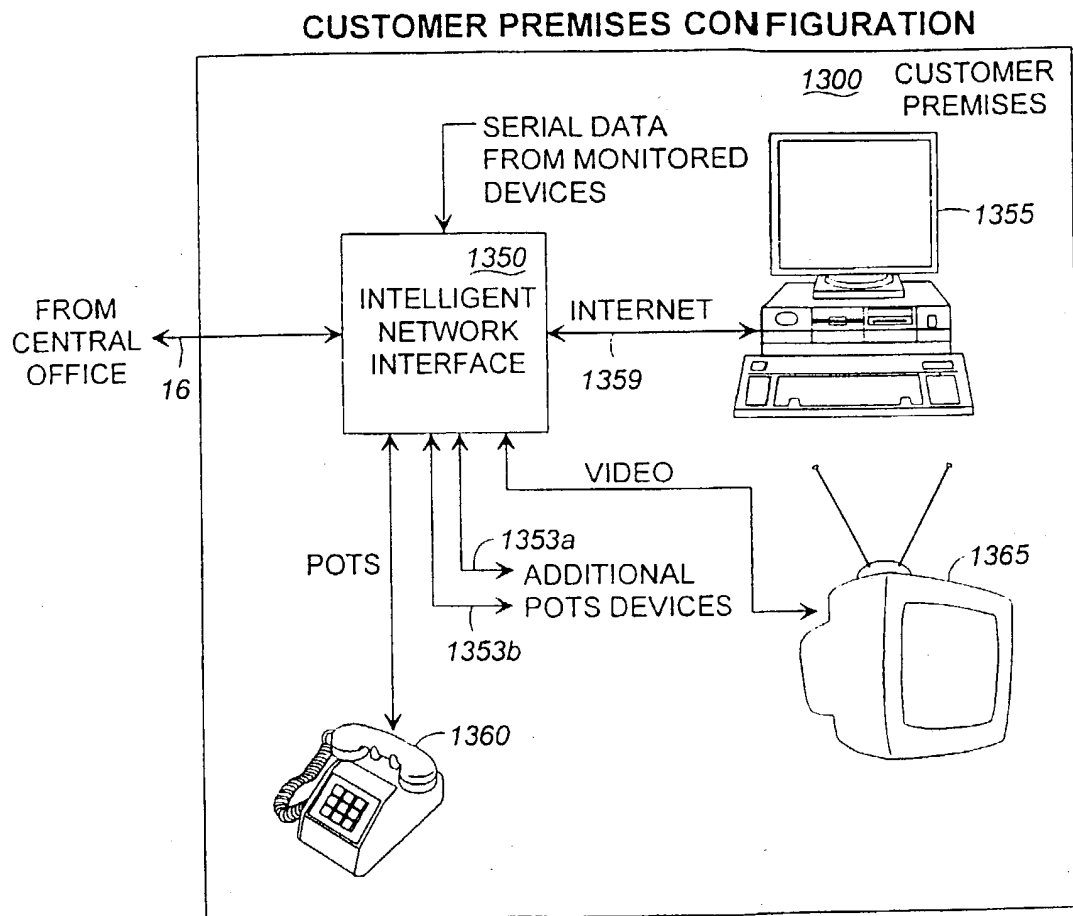 CUSTOMER PREMISES CONFIGURATION
1300 CUSTOMER
PREMISES
SERIAL DATA
FROM MONITORED
DEVICES
1355
1350
INTELLIGENT
NETWORK
INTERFACE
FROM
CENTRAL
OFFICE
16
INTERNET
1359
VIDEO
POTS
1353a
ADDITIONAL
POTS DEVICES
1353b
1365
1360